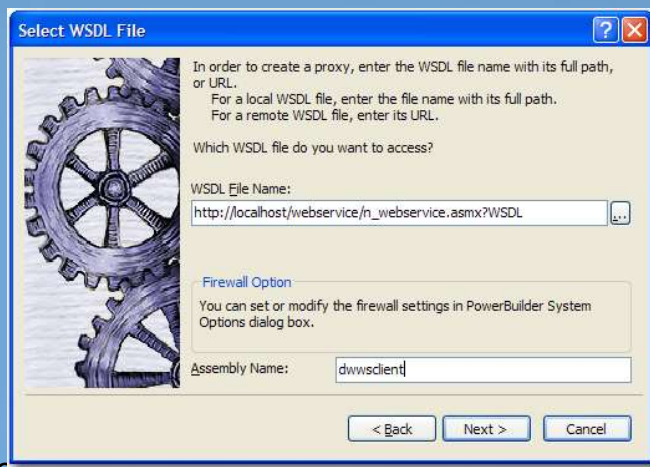 Select WSDL File
In order to create a proxy, enter the WSDL file name with its full path,
or URL.
For a local WSDL file, enter the file name with its full path.
For a remote WSDL file, enter its URL.
Which WSDL file do you want to access?
WSDL File Name:
http://localhost/webservice/n_webservice.asmx?WSDL
...
Firewall Option
You can set or modify the firewall settings in PowerBuilder System
Options dialog box.
Assembly Name: dwwsclient
< Back Next > Cancel